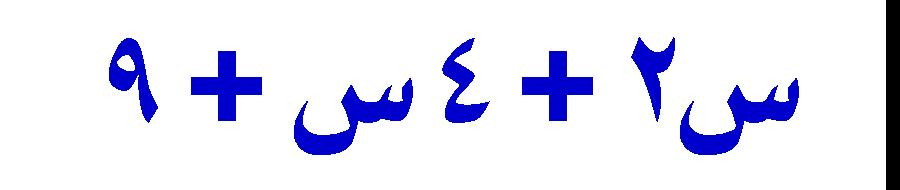 س٢ + ٤س + ٩